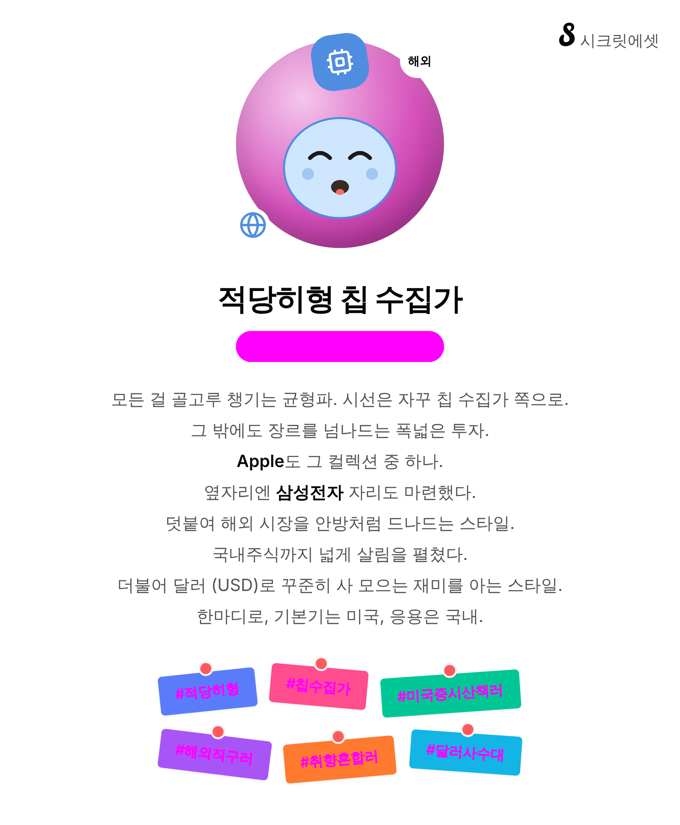 시크릿에셋
해외
적당히형 칩 수집가
모든 걸 골고루 챙기는 균형파. 시선은 자꾸 칩 수집가 쪽으로.
그 밖에도 장르를 넘나드는 폭넓은 투자.
Apple도 그 컬렉션 중 하나.
옆자리엔 삼성전자 자리도 마련했다.
덧붙여 해외 시장을 안방처럼 드나드는 스타일.
국내주식까지 넓게 살림을 펼쳤다.
더불어 달러 (USD)로 꾸준히 사 모으는 재미를 아는 스타일.
한마디로, 기본기는 미국, 응용은 국내.
#적당히형 #칩수집가 #미국증시산책러
#해외직구러 #취향혼합러 #달러사수대